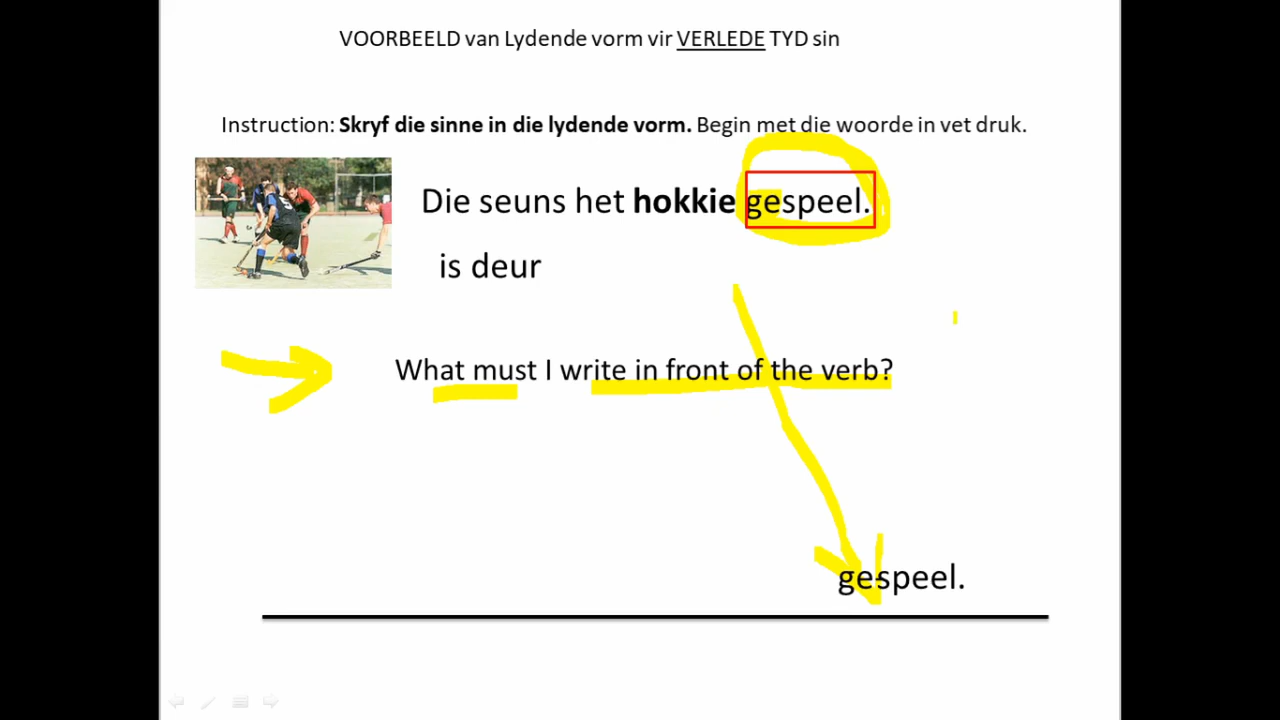 VOORBEELD van Lydende vorm vir VERLEDE TYD sin
Instruction: Skryf die sinne in die lydende vorm. Begin met die woorde in vet druk.
Die seuns het hokkie gespeel.
is deur
What must I write in front of the verb?
gespeel.